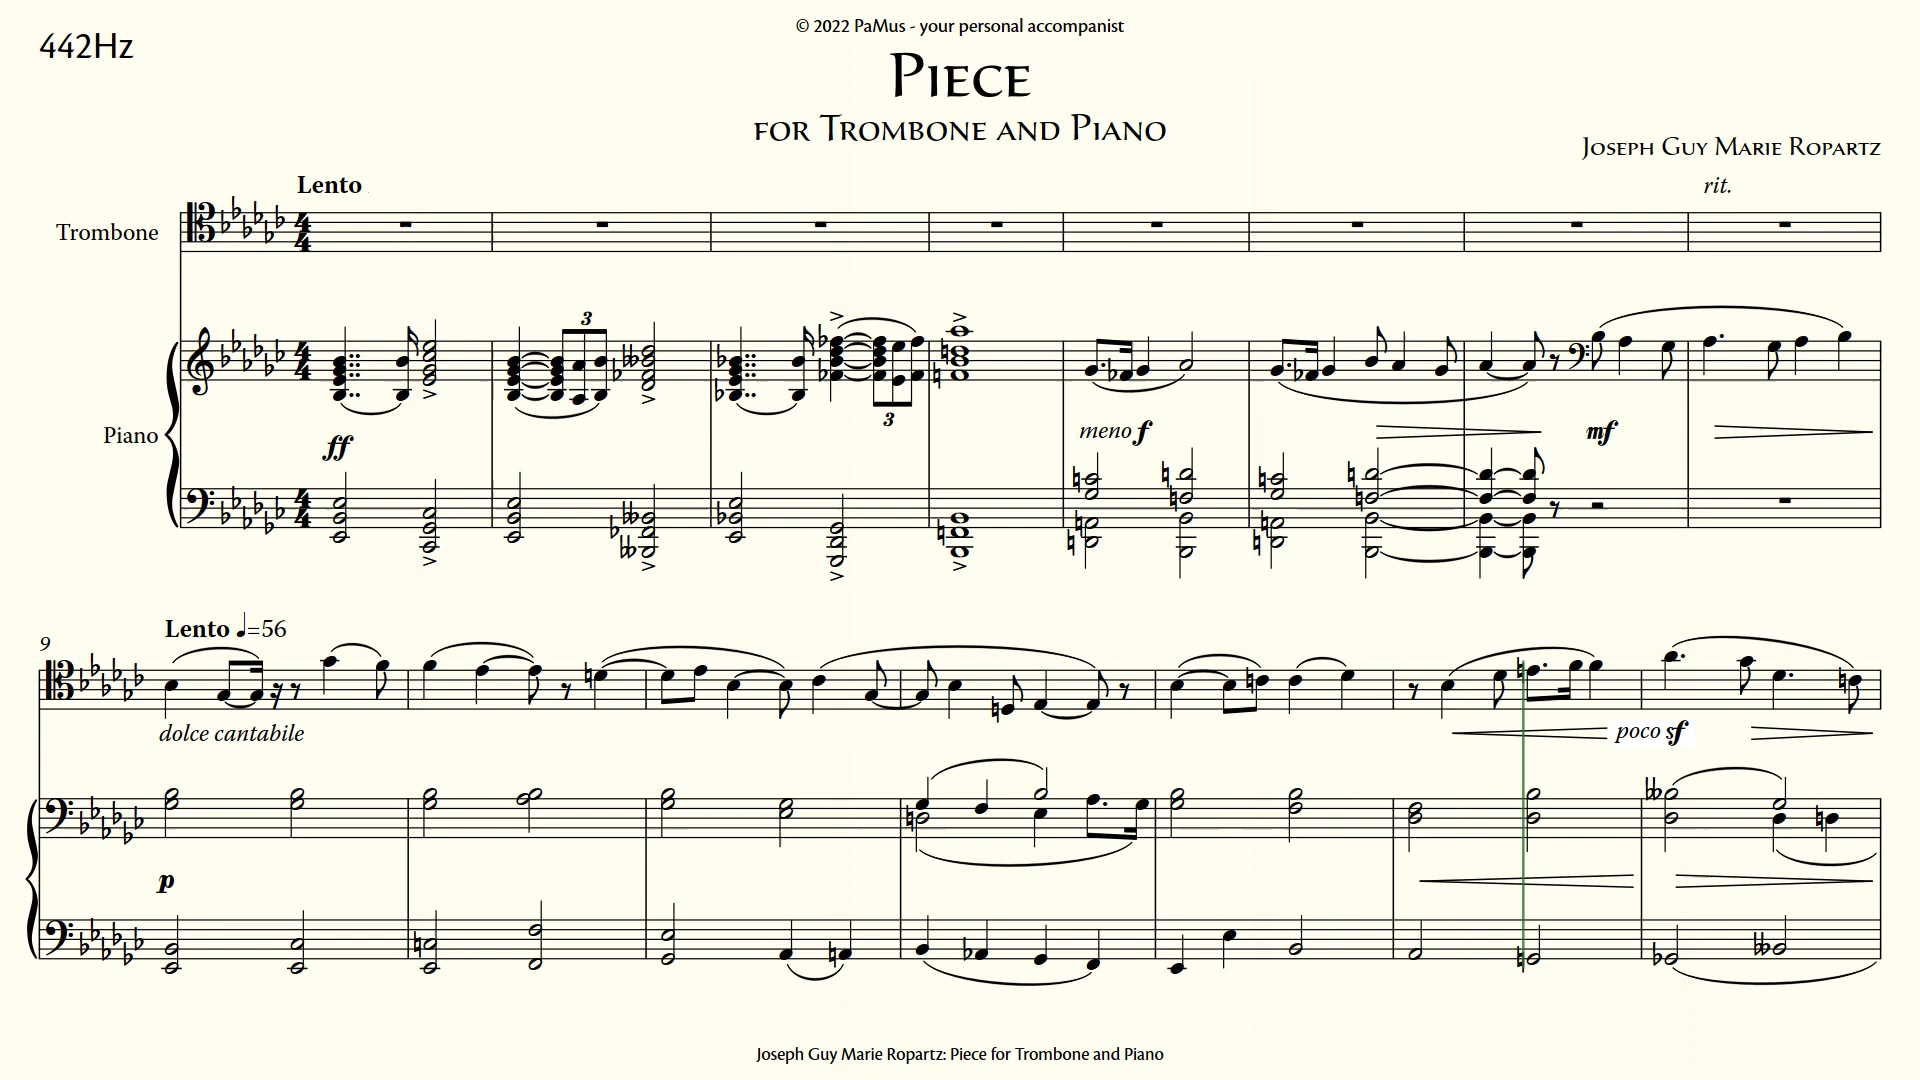 © 2022 PaMus - your personal accompanist
442Hz
Piece
for Trombone and Piano
Joseph Guy Marie Ropartz
Lento
rit.
Trombone
Piano
3
3
ff
meno f
mf
9
Lento ♩=56
dolce cantabile
poco sf
p
Joseph Guy Marie Ropartz: Piece for Trombone and Piano